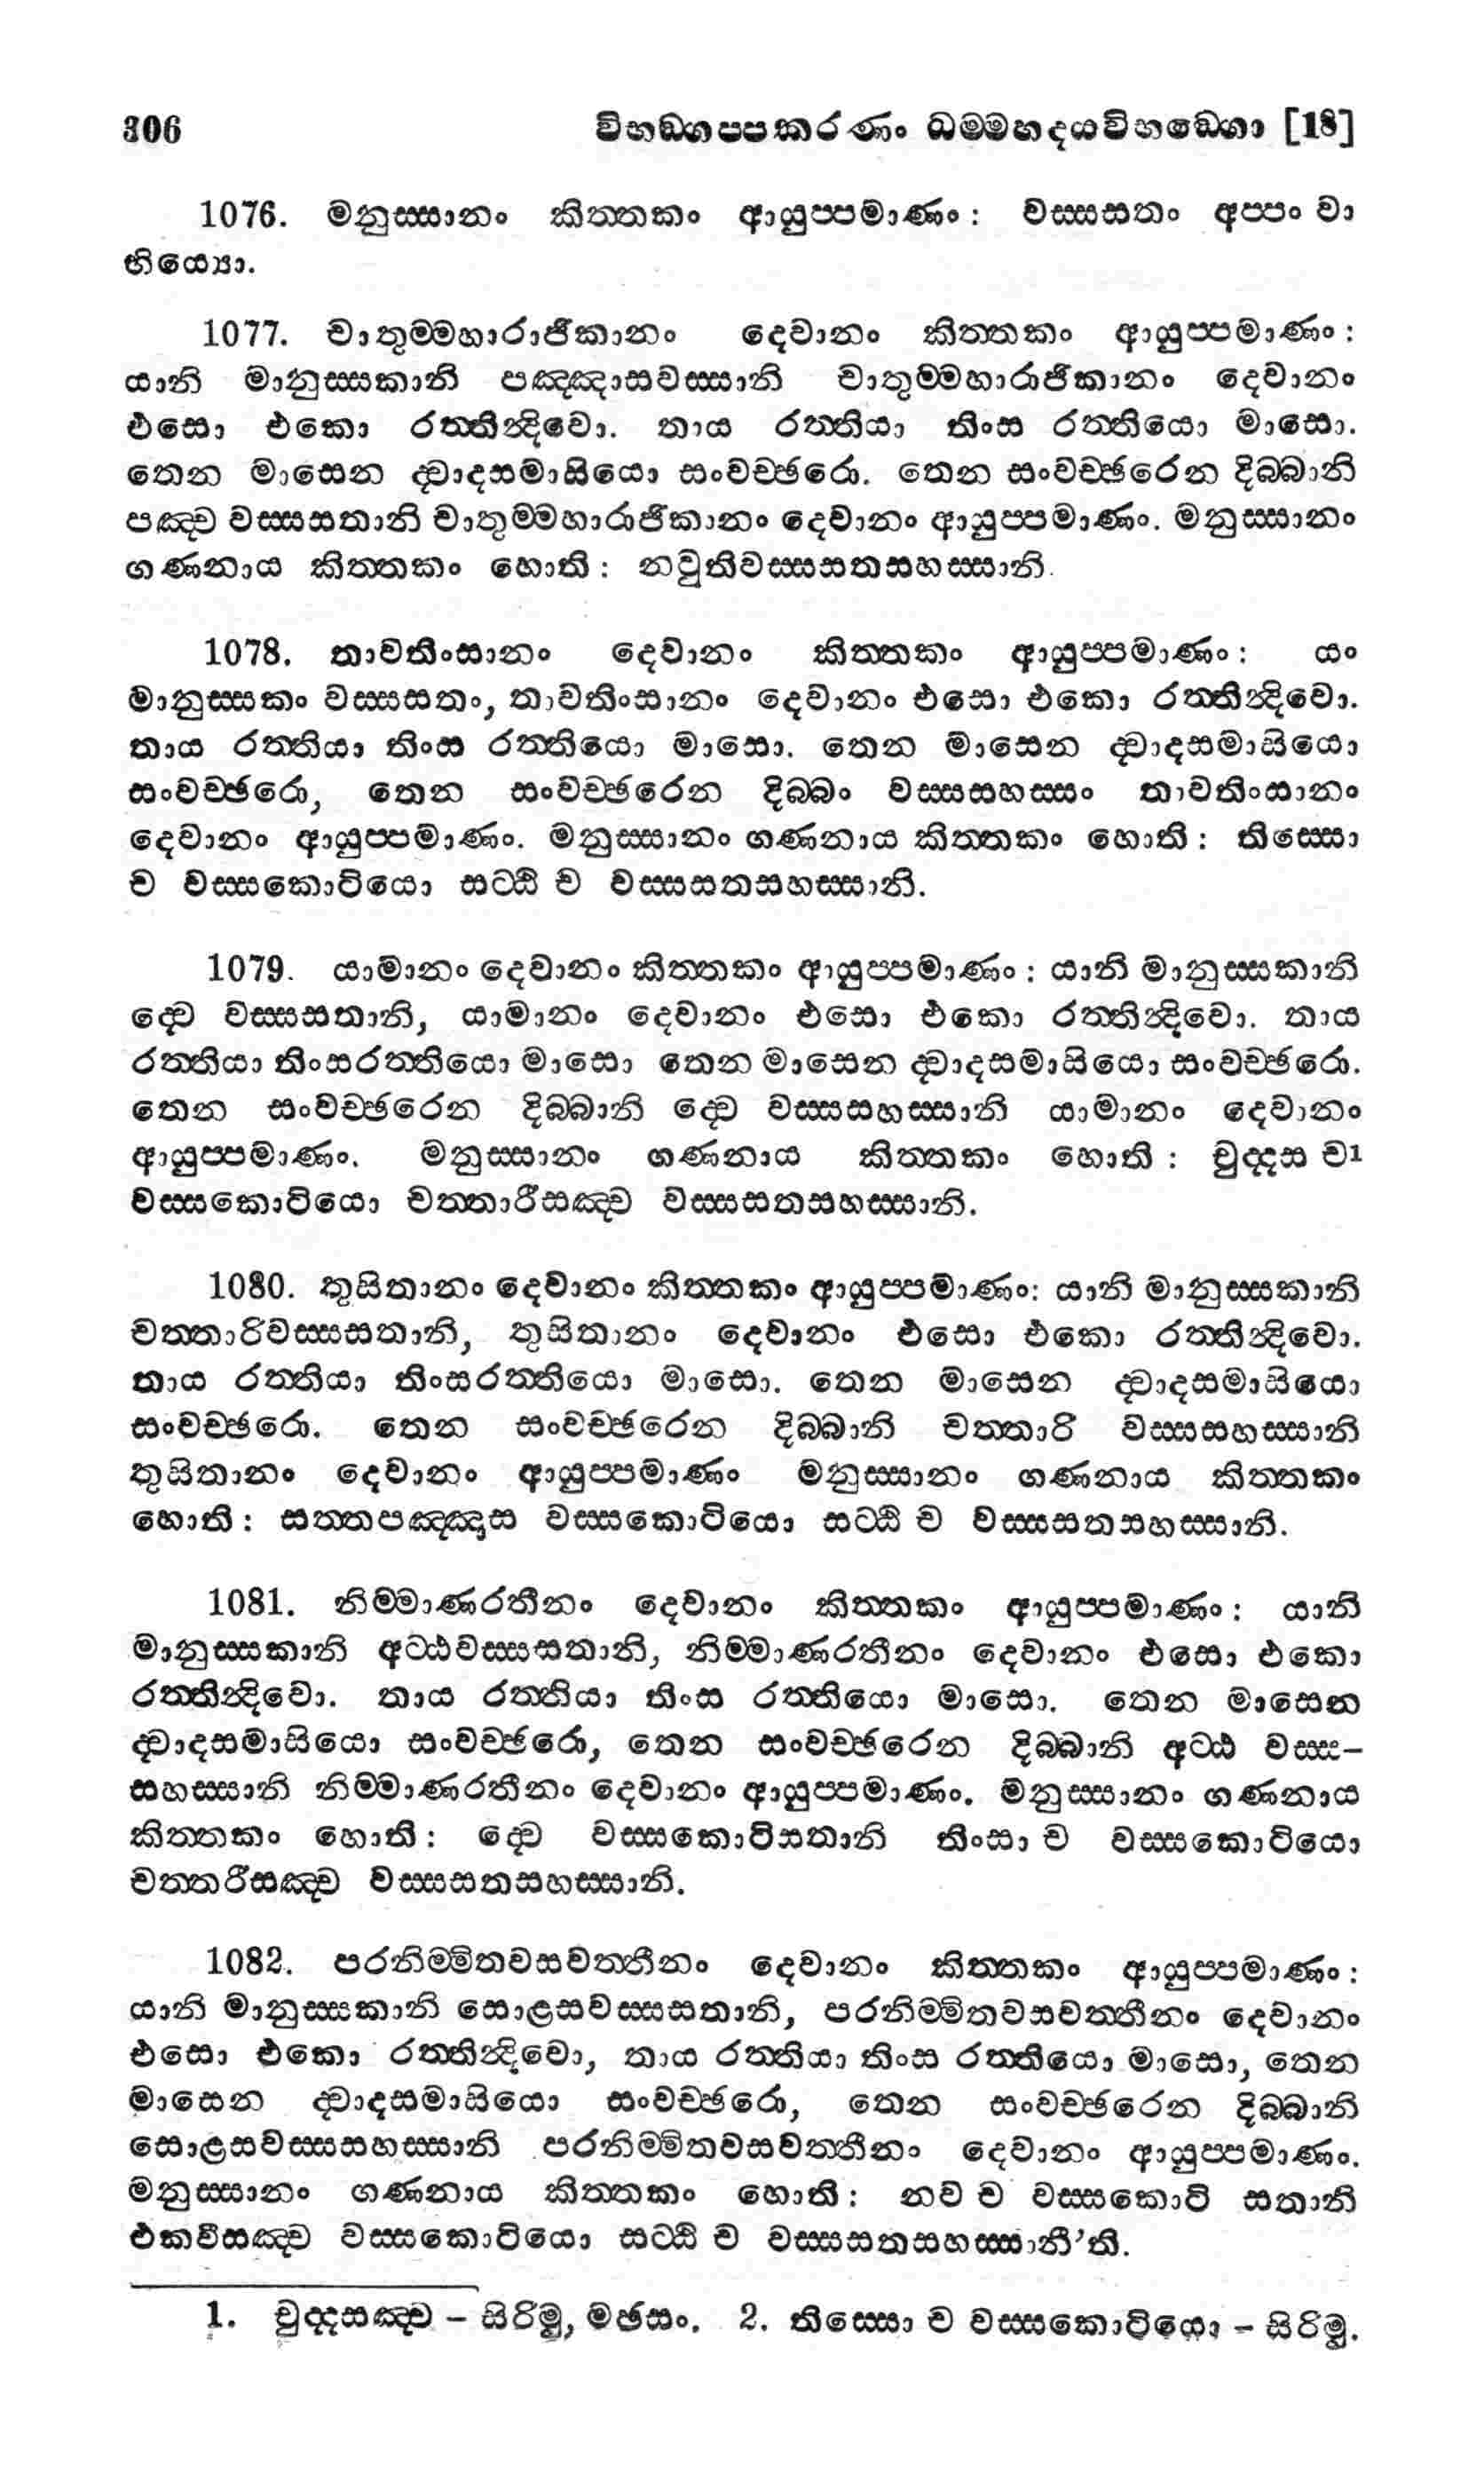 306 විභඞ්ගප්පකරණං ධම්මහදයවිභඞ්ගො [18]
1076. මනුස්සානං කිත්තකං ආයුප්පමාණං: වස්සසතං අප්පං වා
භිය්‍යො.
1077. චාතුම්මහාරාජිකානං දෙවානං කිත්තකං ආයුප්පමාණං:
යානි මානුස්සකානි පඤ්ඤාසවස්සානි චාතුම්මහාරාජිකානං දෙවානං
එසො එකො රත්තින්දිවො. තාය රත්තියා තිංස රත්තියො මාසො.
තෙන මාසෙන ද්වාදසමාසියො සංවච්ඡරො. තෙන සංවච්ඡරෙන දිබ්බානි
පඤ්ච වස්සසතානි චාතුම්මහාරාජිකානං දෙවානං ආයුප්පමාණං. මනුස්සානං
ගණනාය කිත්තකං හොති: නවුතිවස්සසතසහස්සානි.
1078. තාවතිංසානං දෙවානං කිත්තකං ආයුප්පමාණං: යං
මානුස්සකං වස්සසතං, තාවතිංසානං දෙවානං එසො එකො රත්තින්දිවො.
තාය රත්තියා තිංස රත්තියො මාසො. තෙන මාසෙන ද්වාදසමාසියො
සංවච්ඡරො, තෙන සංවච්ඡරෙන දිබ්බං වස්සසහස්සං තාවතිංසානං
දෙවානං ආයුප්පමාණං. මනුස්සානං ගණනාය කිත්තකං හොති: තිස්සො
ච වස්සකොටියො සට්ඨි ච වස්සසතසහස්සානි.
1079. යාමානං දෙවානං කිත්තකං ආයුප්පමාණං: යානි මානුස්සකානි
ද්වෙ වස්සසතානි, යාමානං දෙවානං එසො එකො රත්තින්දිවො. තාය
රත්තියා තිංසරත්තියො මාසො තෙන මාසෙන ද්වාදසමාසියො සංවච්ඡරො.
තෙන සංවච්ඡරෙන දිබ්බානි ද්වෙ වස්සසහස්සානි යාමානං දෙවානං
ආයුප්පමාණං. මනුස්සානං ගණනාය කිත්තකං හොති: චුද්දස ච1
වස්සකොටියො චත්තාරීසඤ්ච වස්සසතසහස්සානි.
1080. තුසිතානං දෙවානං කිත්තකං ආයුප්පමාණං: යානි මානුස්සකානි
චත්තාරිවස්සසතානි, තුසිතානං දෙවානං එසො එකො රත්තින්දිවො.
තාය රත්තියා තිංසරත්තියො මාසො. තෙන මාසෙන ද්වාදසමාසියො
සංවච්ඡරො. තෙන සංවච්ඡරෙන දිබ්බානි චත්තාරි වස්සසහස්සානි
තුසිතානං දෙවානං ආයුප්පමාණං මනුස්සානං ගණනාය කිත්තකං
හොති: සත්තපඤ්ඤාස වස්සකොටියො සට්ඨි ච වස්සසතසහස්සානි.
1081. නිම්මාණරතීනං දෙවානං කිත්තකං ආයුප්පමාණං: යානි
මානුස්සකානි අට්ඨවස්සසතානි, නිම්මාණරතීනං දෙවානං එසො එකො
රත්තින්දිවො. තාය රත්තියා තිංස රත්තියො මාසො. තෙන මාසෙන
ද්වාදසමාසියො සංවච්ඡරො, තෙන සංවච්ඡරෙන දිබ්බානි අට්ඨ වස්ස-
සහස්සානි නිම්මාණරතීනං දෙවානං ආයුප්පමාණං. මනුස්සානං ගණනාය
කිත්තකං හොති: ද්වෙ වස්සකොටිසතානි තිංසා ච වස්සකොටියො
චත්තරීසඤ්ච වස්සසතසහස්සානි.
1082. පරනිම්මිතවසවත්තීනං දෙවානං කිත්තකං ආයුප්පමාණං:
යානි මානුස්සකානි සොළසවස්සසතානි, පරනිම්මිතවසවත්තීනං දෙවානං
එසො එකො රත්තින්දිවො, තාය රත්තියා තිංස රත්තියො මාසො, තෙන
මාසෙන ද්වාදසමාසියො සංවච්ඡරො, තෙන සංවච්ඡරෙන දිබ්බානි
සොළසවස්සසහස්සානි පරනිම්මිතවසවත්තීනං දෙවානං ආයුප්පමාණං.
මනුස්සානං ගණනාය කිත්තකං හොති: නව ච වස්සකොටි සතානි
එකවීසඤ්ච වස්සකොටියො සට්ඨි ච වස්සසතසහස්සානී’ති.
1. චුද්දසඤ්ච – සිරිමු, මඡසං. 2. තිස්සො ච වස්සකොටියො – සිරිමු.